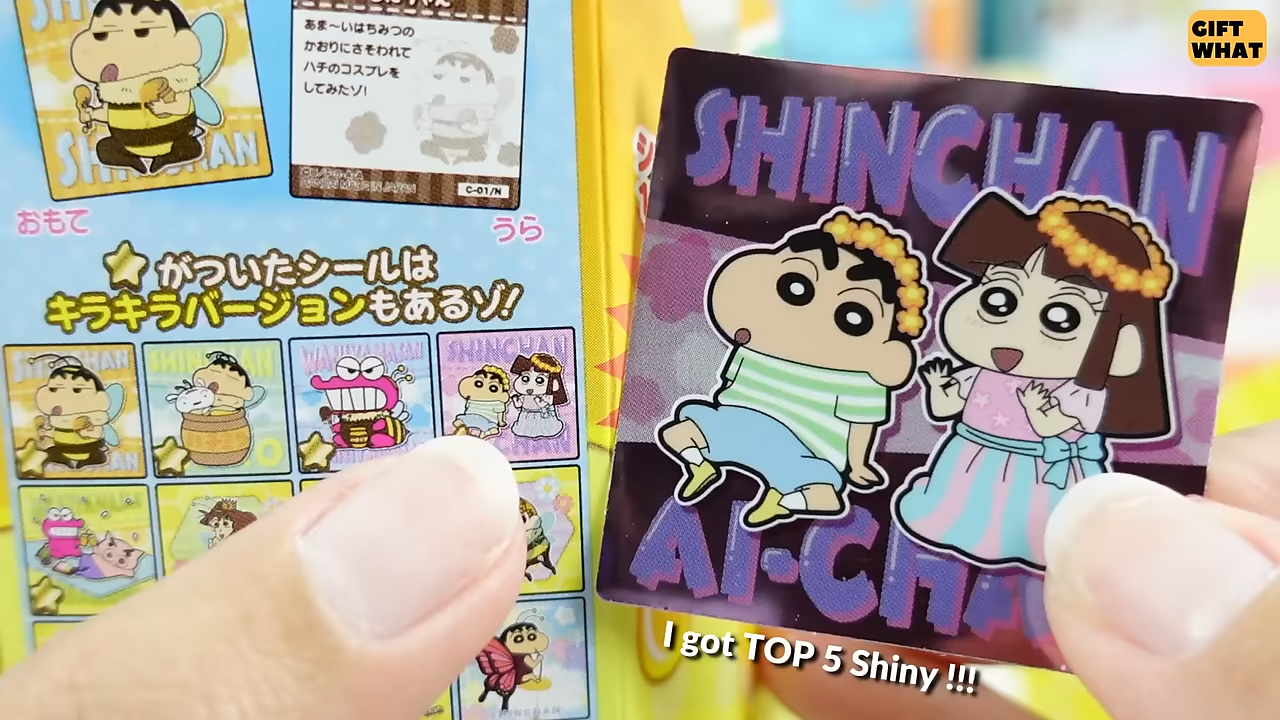 GIFT
WHAT
あま〜いはちみつの
かおりにさそわれて
ハチのコスプレを
してみたゾ!
C-01/N
おもて
うら
がついたシールは
キラキラバージョンもあるゾ!
SHINCHAN
SHINCHAN
SHINCHAN
SHINCHAN
SHINCHAN
AI-CHA
I got TOP 5 Shiny !!!